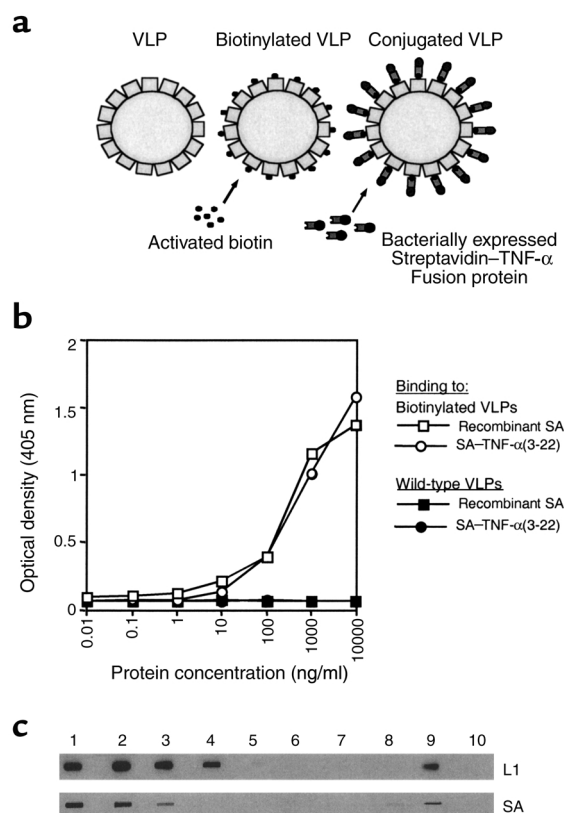 a
VLP
Biotinylated VLP
Conjugated VLP
Activated biotin
Bacterially expressed
Streptavidin–TNF-α
Fusion protein
b
2
1.5
1
0.5
0
Optical density (405 nm)
0.01
0.1
1
10
100
1000
10000
Protein concentration (ng/ml)
Binding to:
Biotinylated VLPs
Recombinant SA
SA–TNF-α(3-22)
Wild-type VLPs
Recombinant SA
SA–TNF-α(3-22)
c
1 2 3 4 5 6 7 8 9 10
L1
SA